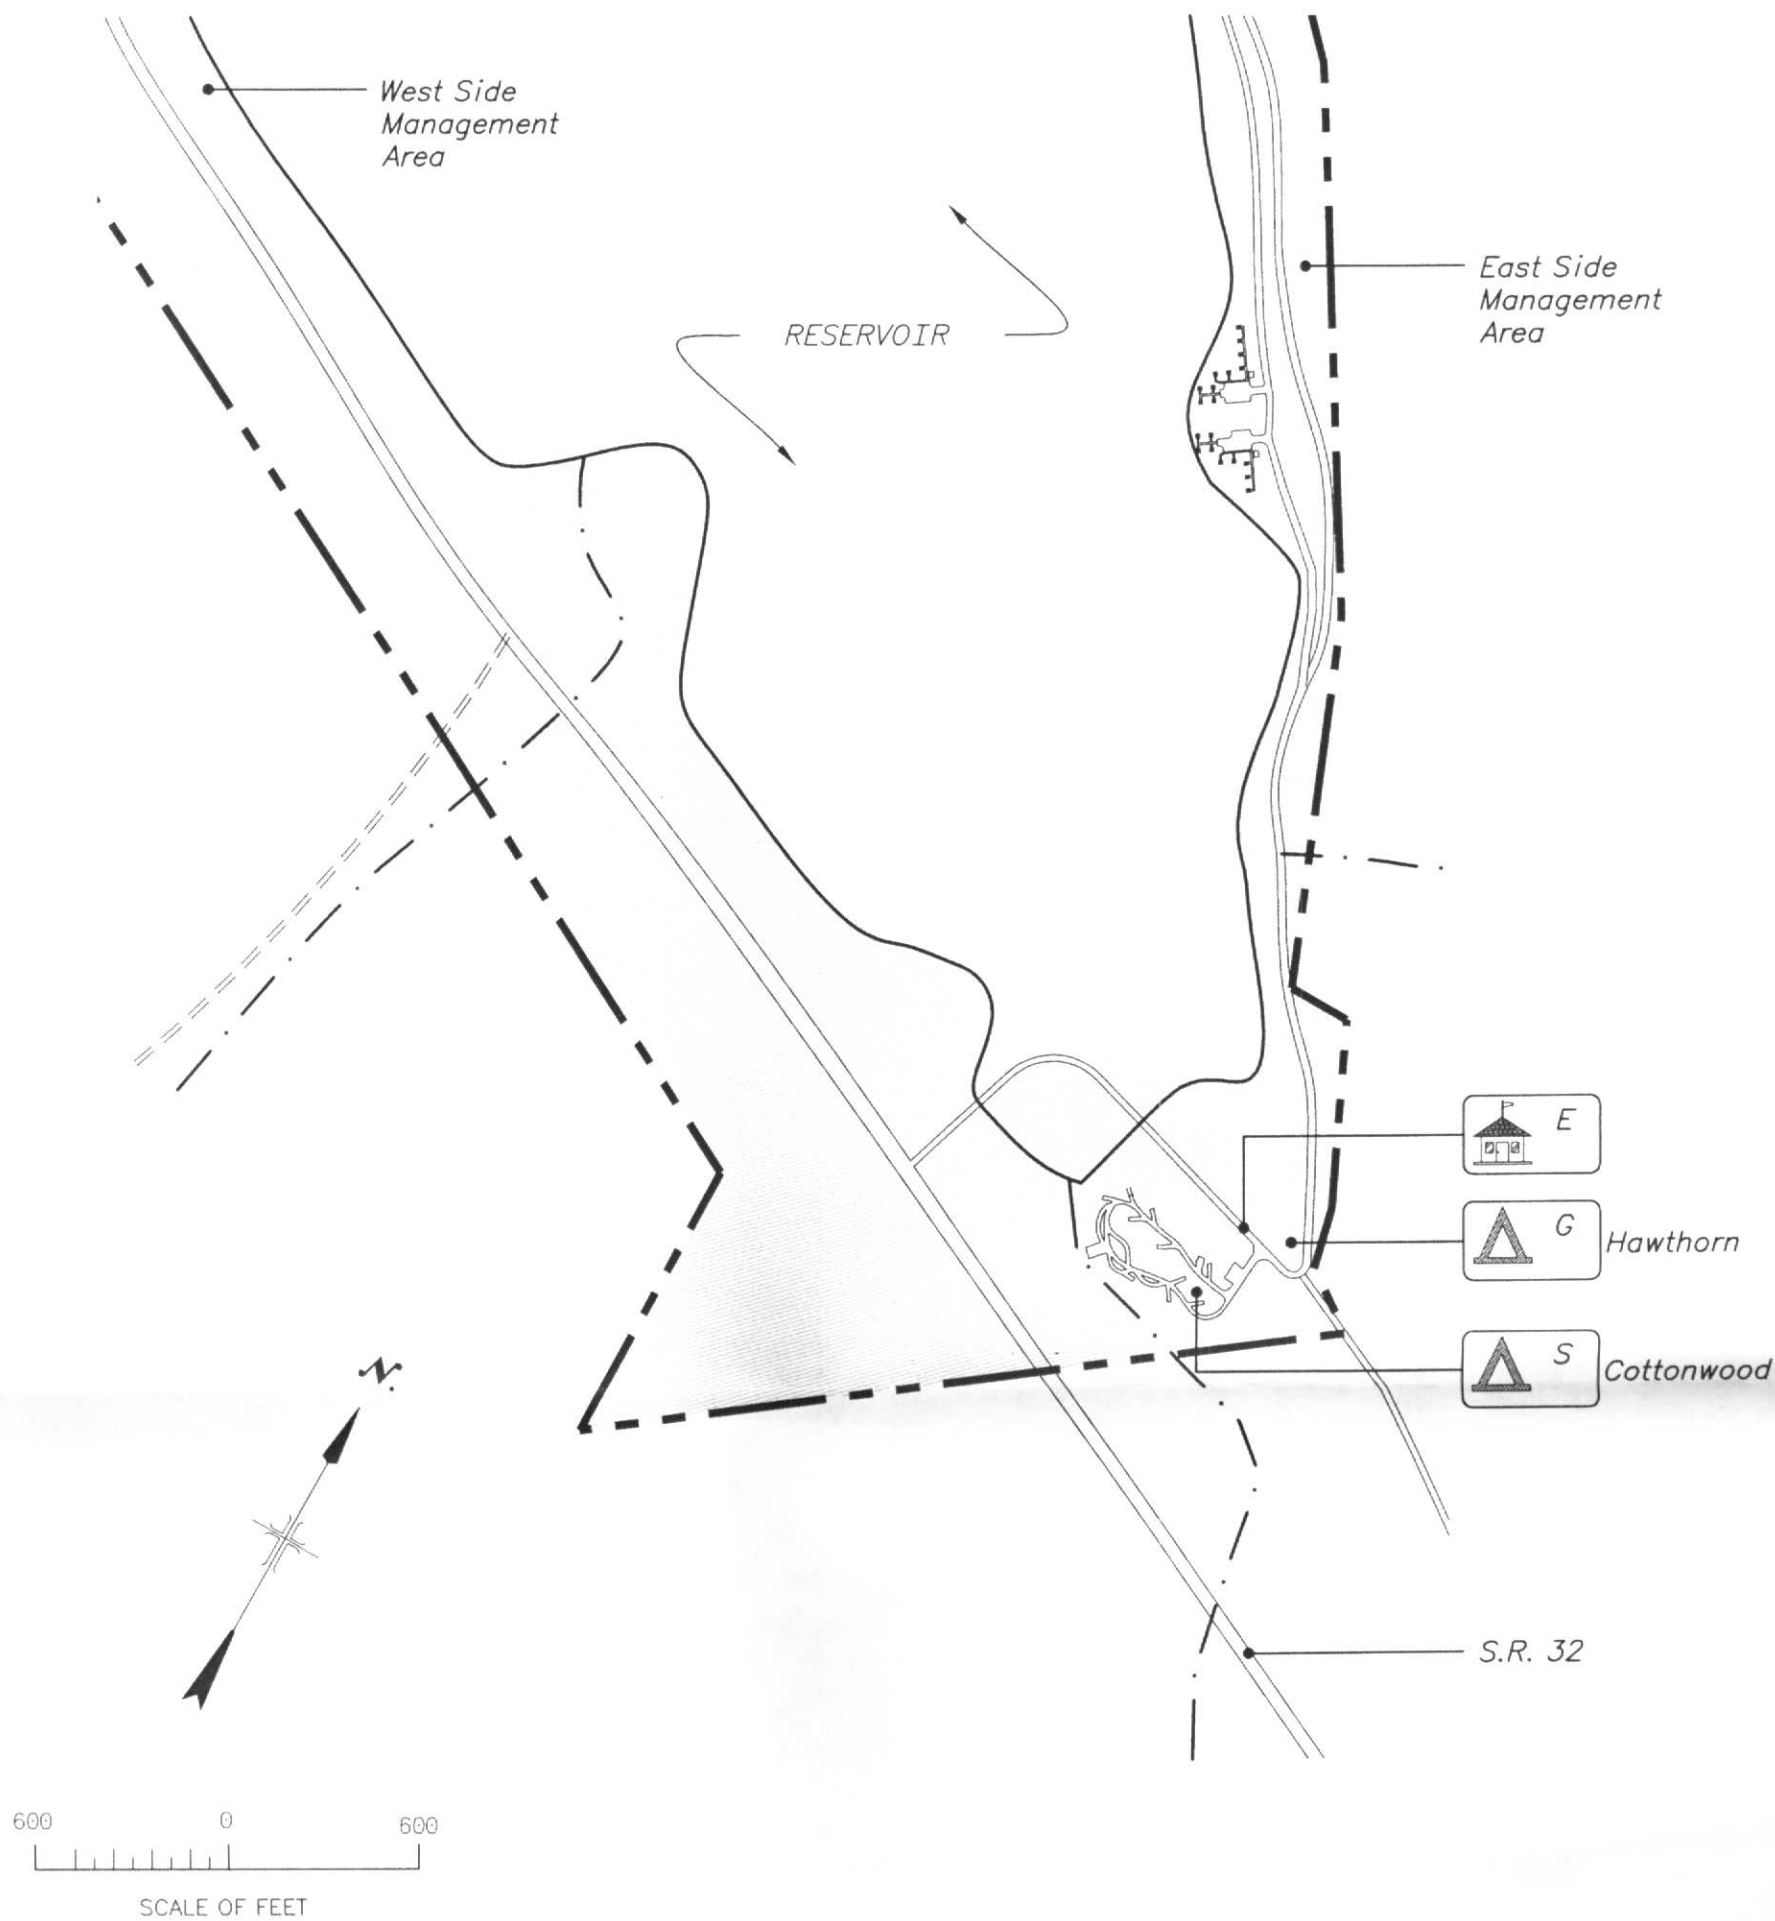 West Side
Management
Area
East Side
Management
Area
RESERVOIR
E
G
Hawthorn
S
Cottonwood
N.
S.R. 32
600
0
600
SCALE OF FEET